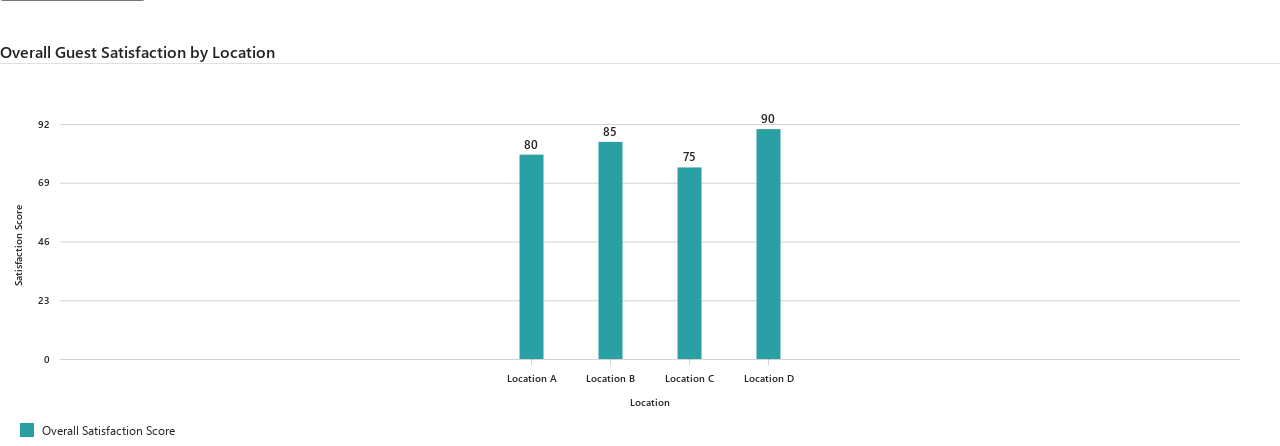 Overall Guest Satisfaction by Location
92
69
46
23
0
Satisfaction Score
80
85
75
90
Location A
Location B
Location C
Location D
Location
Overall Satisfaction Score